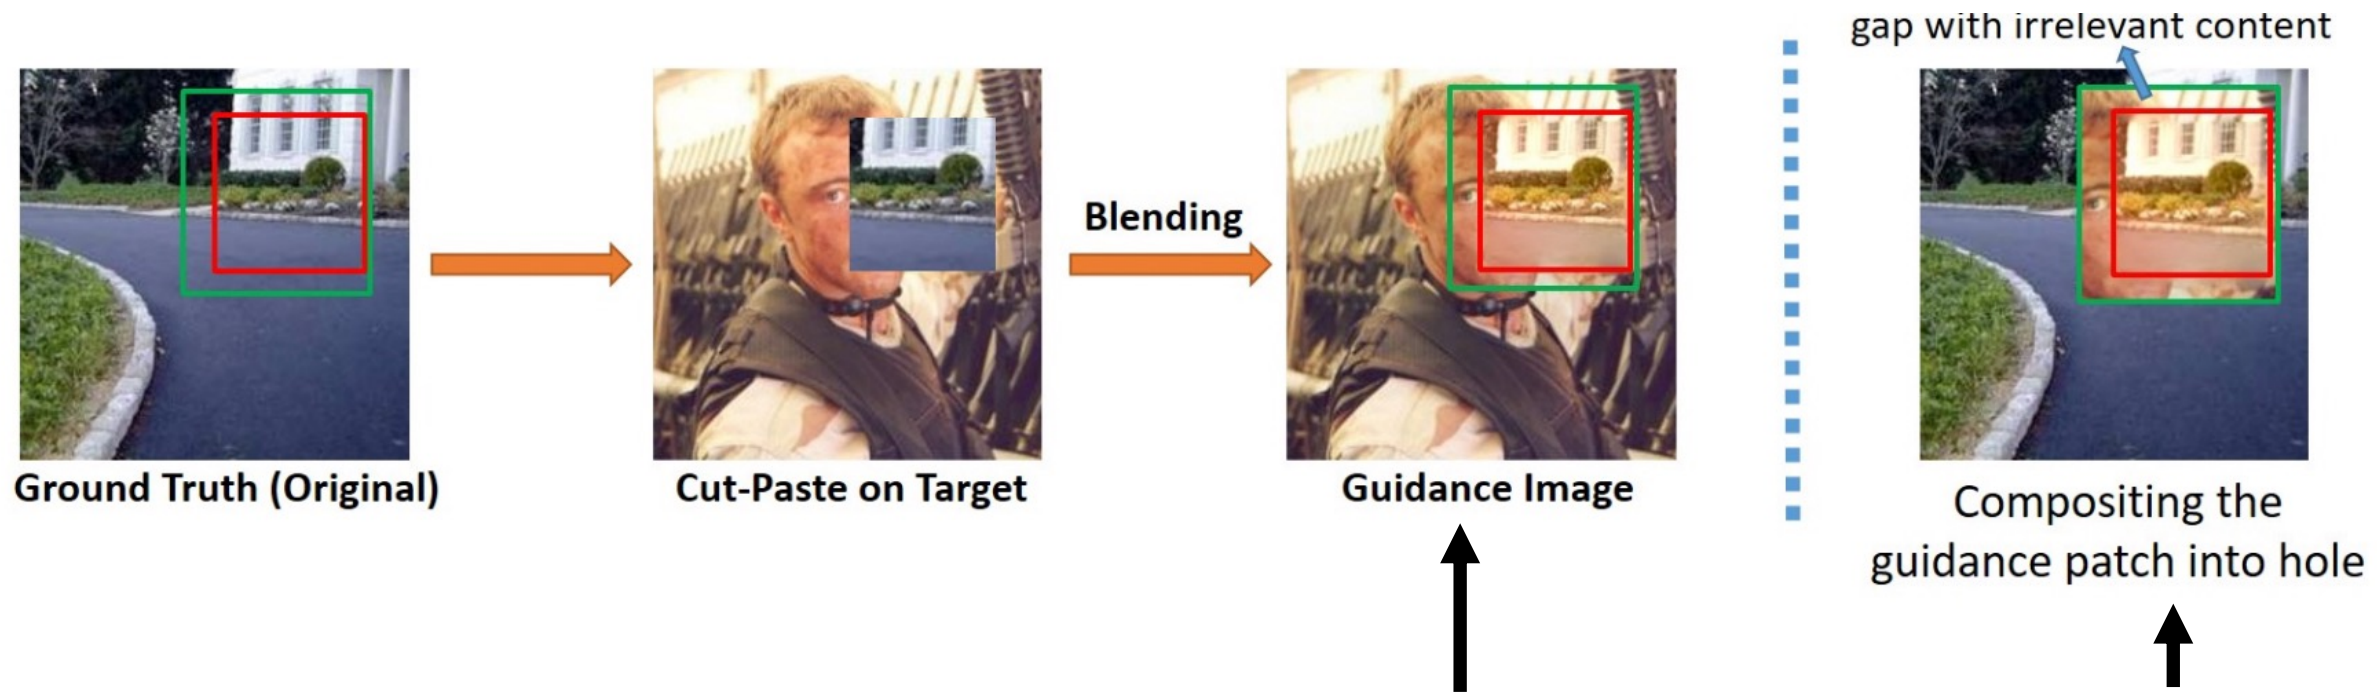 gap with irrelevant content
Blending
Ground Truth (Original)
Cut-Paste on Target
Guidance Image
Compositing the
guidance patch into hole